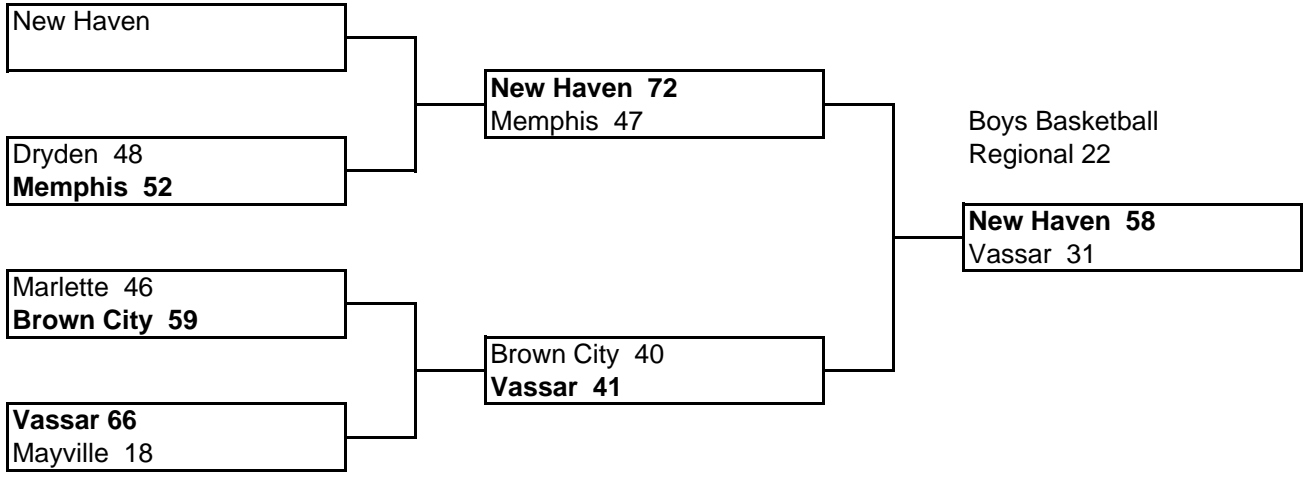 New Haven
Dryden  48
Memphis  52
Marlette  46
Brown City  59
Vassar 66
Mayville  18
New Haven  72
Memphis  47
Brown City  40
Vassar  41
Boys Basketball
Regional 22
New Haven  58
Vassar  31